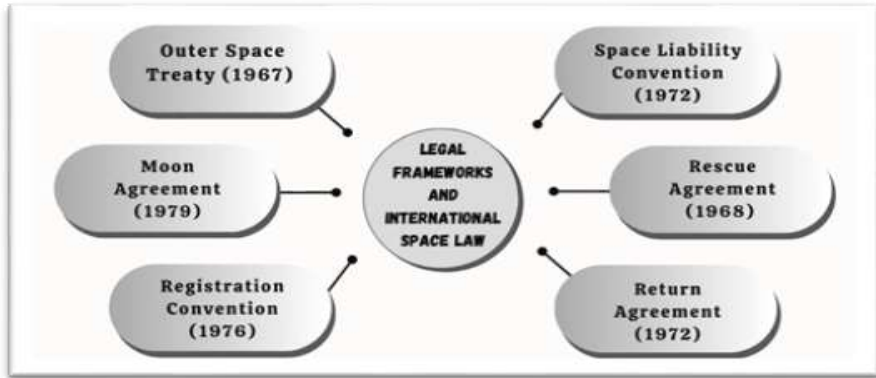 Outer Space
Treaty (1967)
Space Liability
Convention
(1972)
Moon
Agreement
(1979)
LEGAL
FRAMEWORKS
AND
INTERNATIONAL
SPACE LAW
Rescue
Agreement
(1968)
Registration
Convention
(1976)
Return
Agreement
(1972)